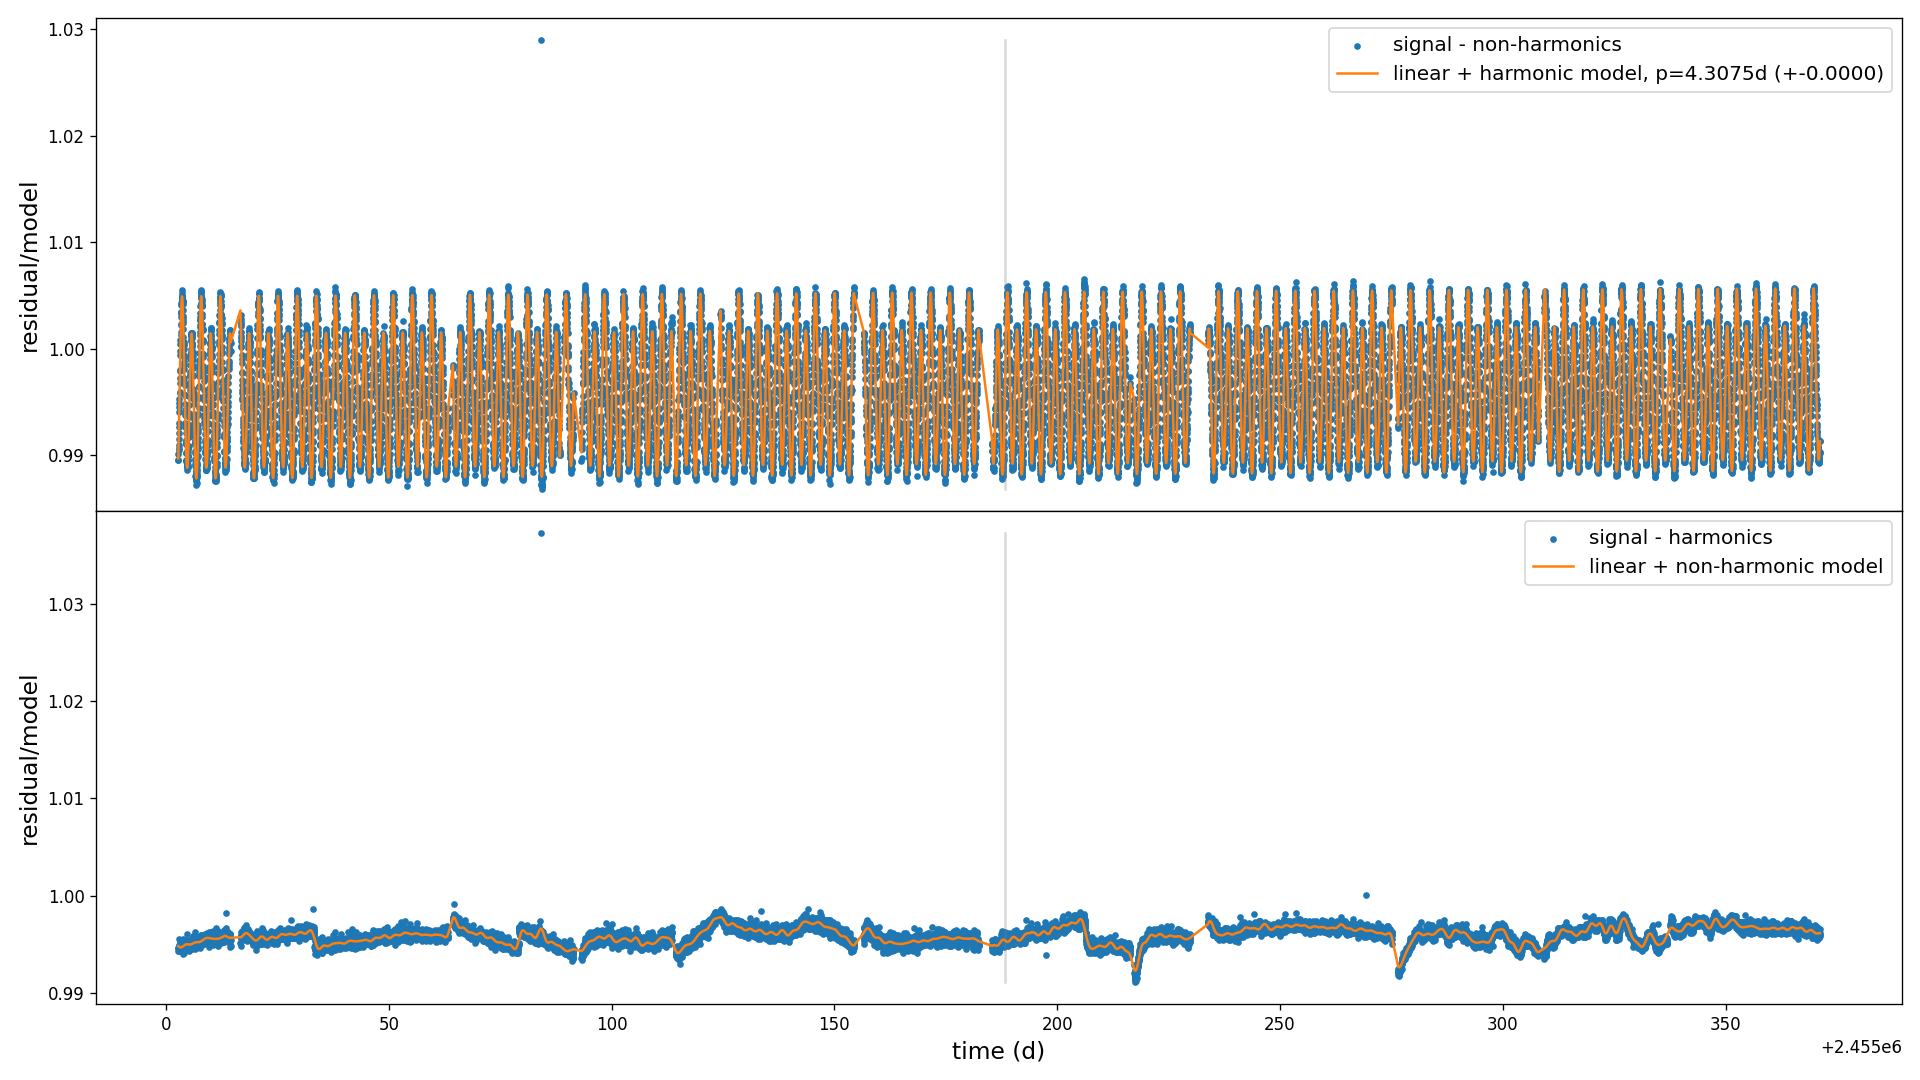 signal - non-harmonics
linear + harmonic model, p=4.3075d (+-0.0000)
1.03
1.02
1.01
1.00
0.99
residual/model
signal - harmonics
linear + non-harmonic model
1.03
1.02
1.01
1.00
0.99
residual/model
0 50 100 150 200 250 300 350
time (d)
+2.455e6